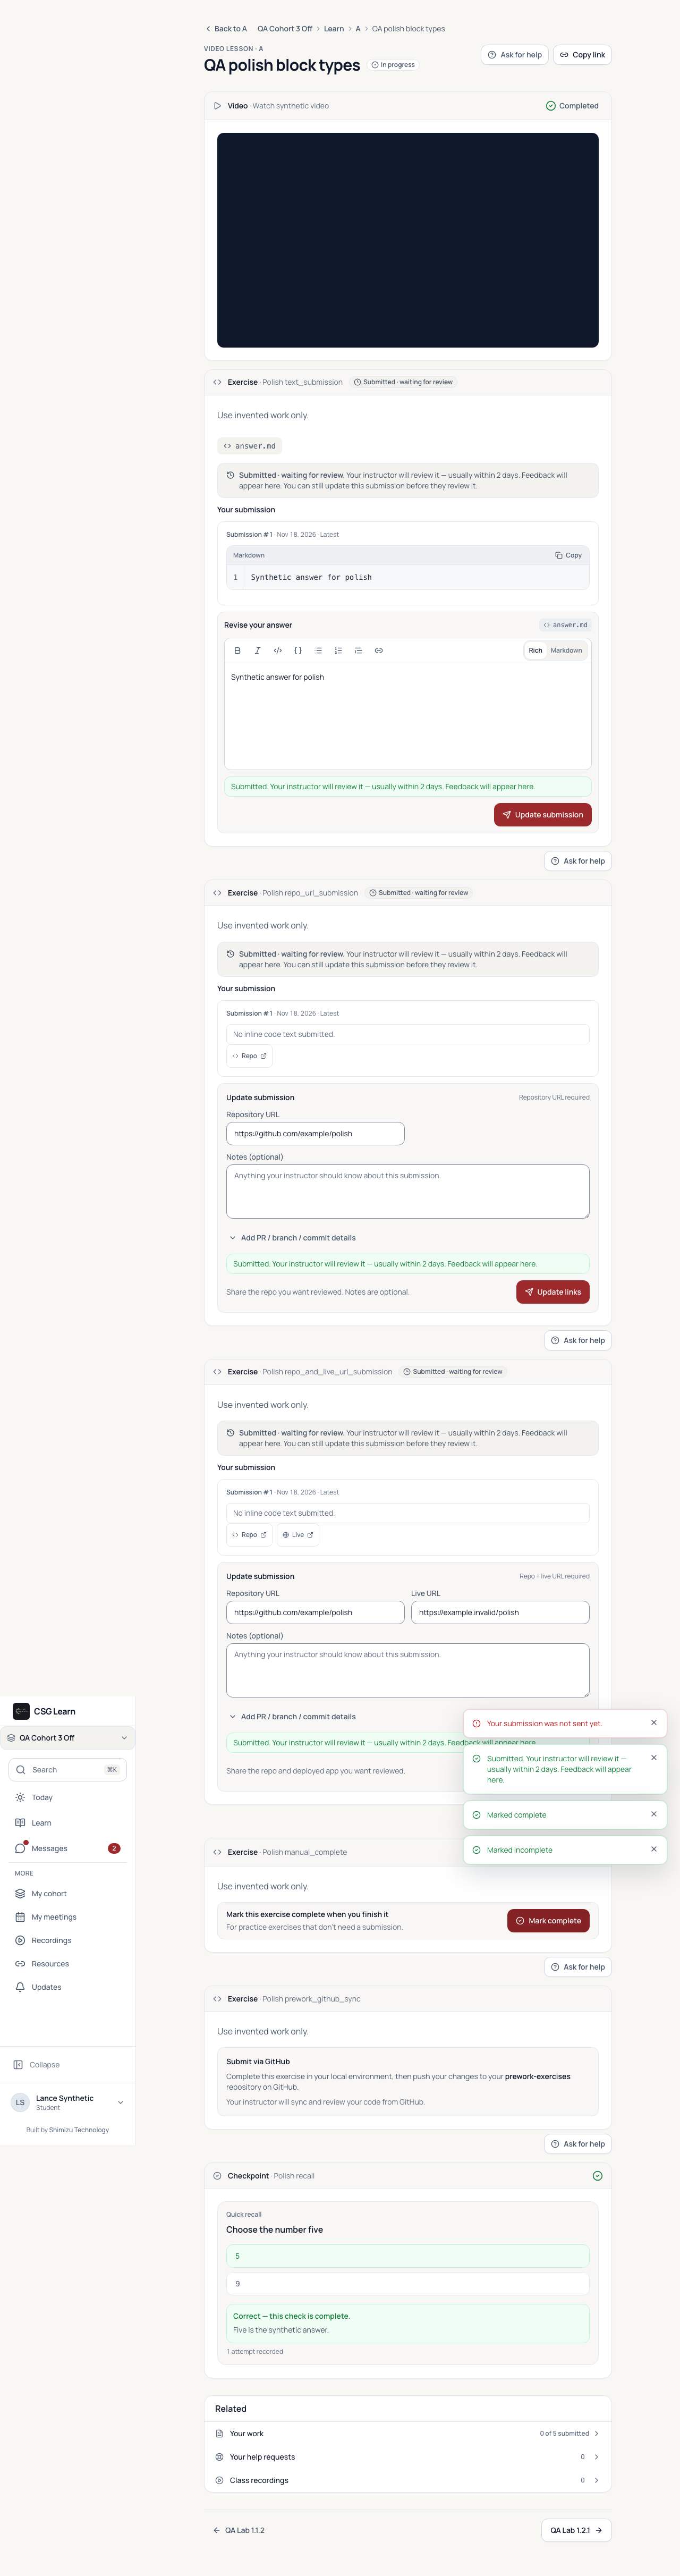 Back to A QA Cohort 3 Off > Learn > A > QA polish block types
VIDEO LESSON · A
QA polish block types
In progress
Ask for help
Copy link
Video · Watch synthetic video
Completed
Exercise · Polish text_submission
Submitted · waiting for review
Use invented work only.
answer.md
Submitted · waiting for review. Your instructor will review it — usually within 2 days. Feedback will
appear here. You can still update this submission before they review it.
Your submission
Submission #1 · Nov 18, 2026 · Latest
Markdown
Copy
1 Synthetic answer for polish
Revise your answer
answer.md
Rich Markdown
Synthetic answer for polish
Submitted. Your instructor will review it — usually within 2 days. Feedback will appear here.
Update submission
Ask for help
Exercise · Polish repo_url_submission
Submitted · waiting for review
Use invented work only.
Submitted · waiting for review. Your instructor will review it — usually within 2 days. Feedback will
appear here. You can still update this submission before they review it.
Your submission
Submission #1 · Nov 18, 2026 · Latest
No inline code text submitted.
Repo
Update submission
Repository URL required
Repository URL
https://github.com/example/polish
Notes (optional)
Anything your instructor should know about this submission.
Add PR / branch / commit details
Submitted. Your instructor will review it — usually within 2 days. Feedback will appear here.
Share the repo you want reviewed. Notes are optional.
Update links
Ask for help
Exercise · Polish repo_and_live_url_submission
Submitted · waiting for review
Use invented work only.
Submitted · waiting for review. Your instructor will review it — usually within 2 days. Feedback will
appear here. You can still update this submission before they review it.
Your submission
Submission #1 · Nov 18, 2026 · Latest
No inline code text submitted.
Repo
Live
Update submission
Repo + live URL required
Repository URL
Live URL
https://github.com/example/polish
https://example.invalid/polish
Notes (optional)
Anything your instructor should know about this submission.
Add PR / branch / commit details
Submitted. Your instructor will review it — usually within 2 days. Feedback will appear here.
Share the repo and deployed app you want reviewed.
Your submission was not sent yet.
Submitted. Your instructor will review it —
usually within 2 days. Feedback will appear
here.
Marked complete
Marked incomplete
CSG Learn
QA Cohort 3 Off
Search ⌘K
Today
Learn
Messages 2
MORE
My cohort
My meetings
Recordings
Resources
Updates
Collapse
LS
Lance Synthetic
Student
Built by Shimizu Technology
Exercise · Polish manual_complete
Use invented work only.
Mark this exercise complete when you finish it
For practice exercises that don't need a submission.
Mark complete
Ask for help
Exercise · Polish prework_github_sync
Use invented work only.
Submit via GitHub
Complete this exercise in your local environment, then push your changes to your prework-exercises
repository on GitHub.
Your instructor will sync and review your code from GitHub.
Ask for help
Checkpoint · Polish recall
Quick recall
Choose the number five
5
9
Correct — this check is complete.
Five is the synthetic answer.
1 attempt recorded
Related
Your work
0 of 5 submitted
Your help requests
0
Class recordings
0
QA Lab 1.1.2
QA Lab 1.2.1